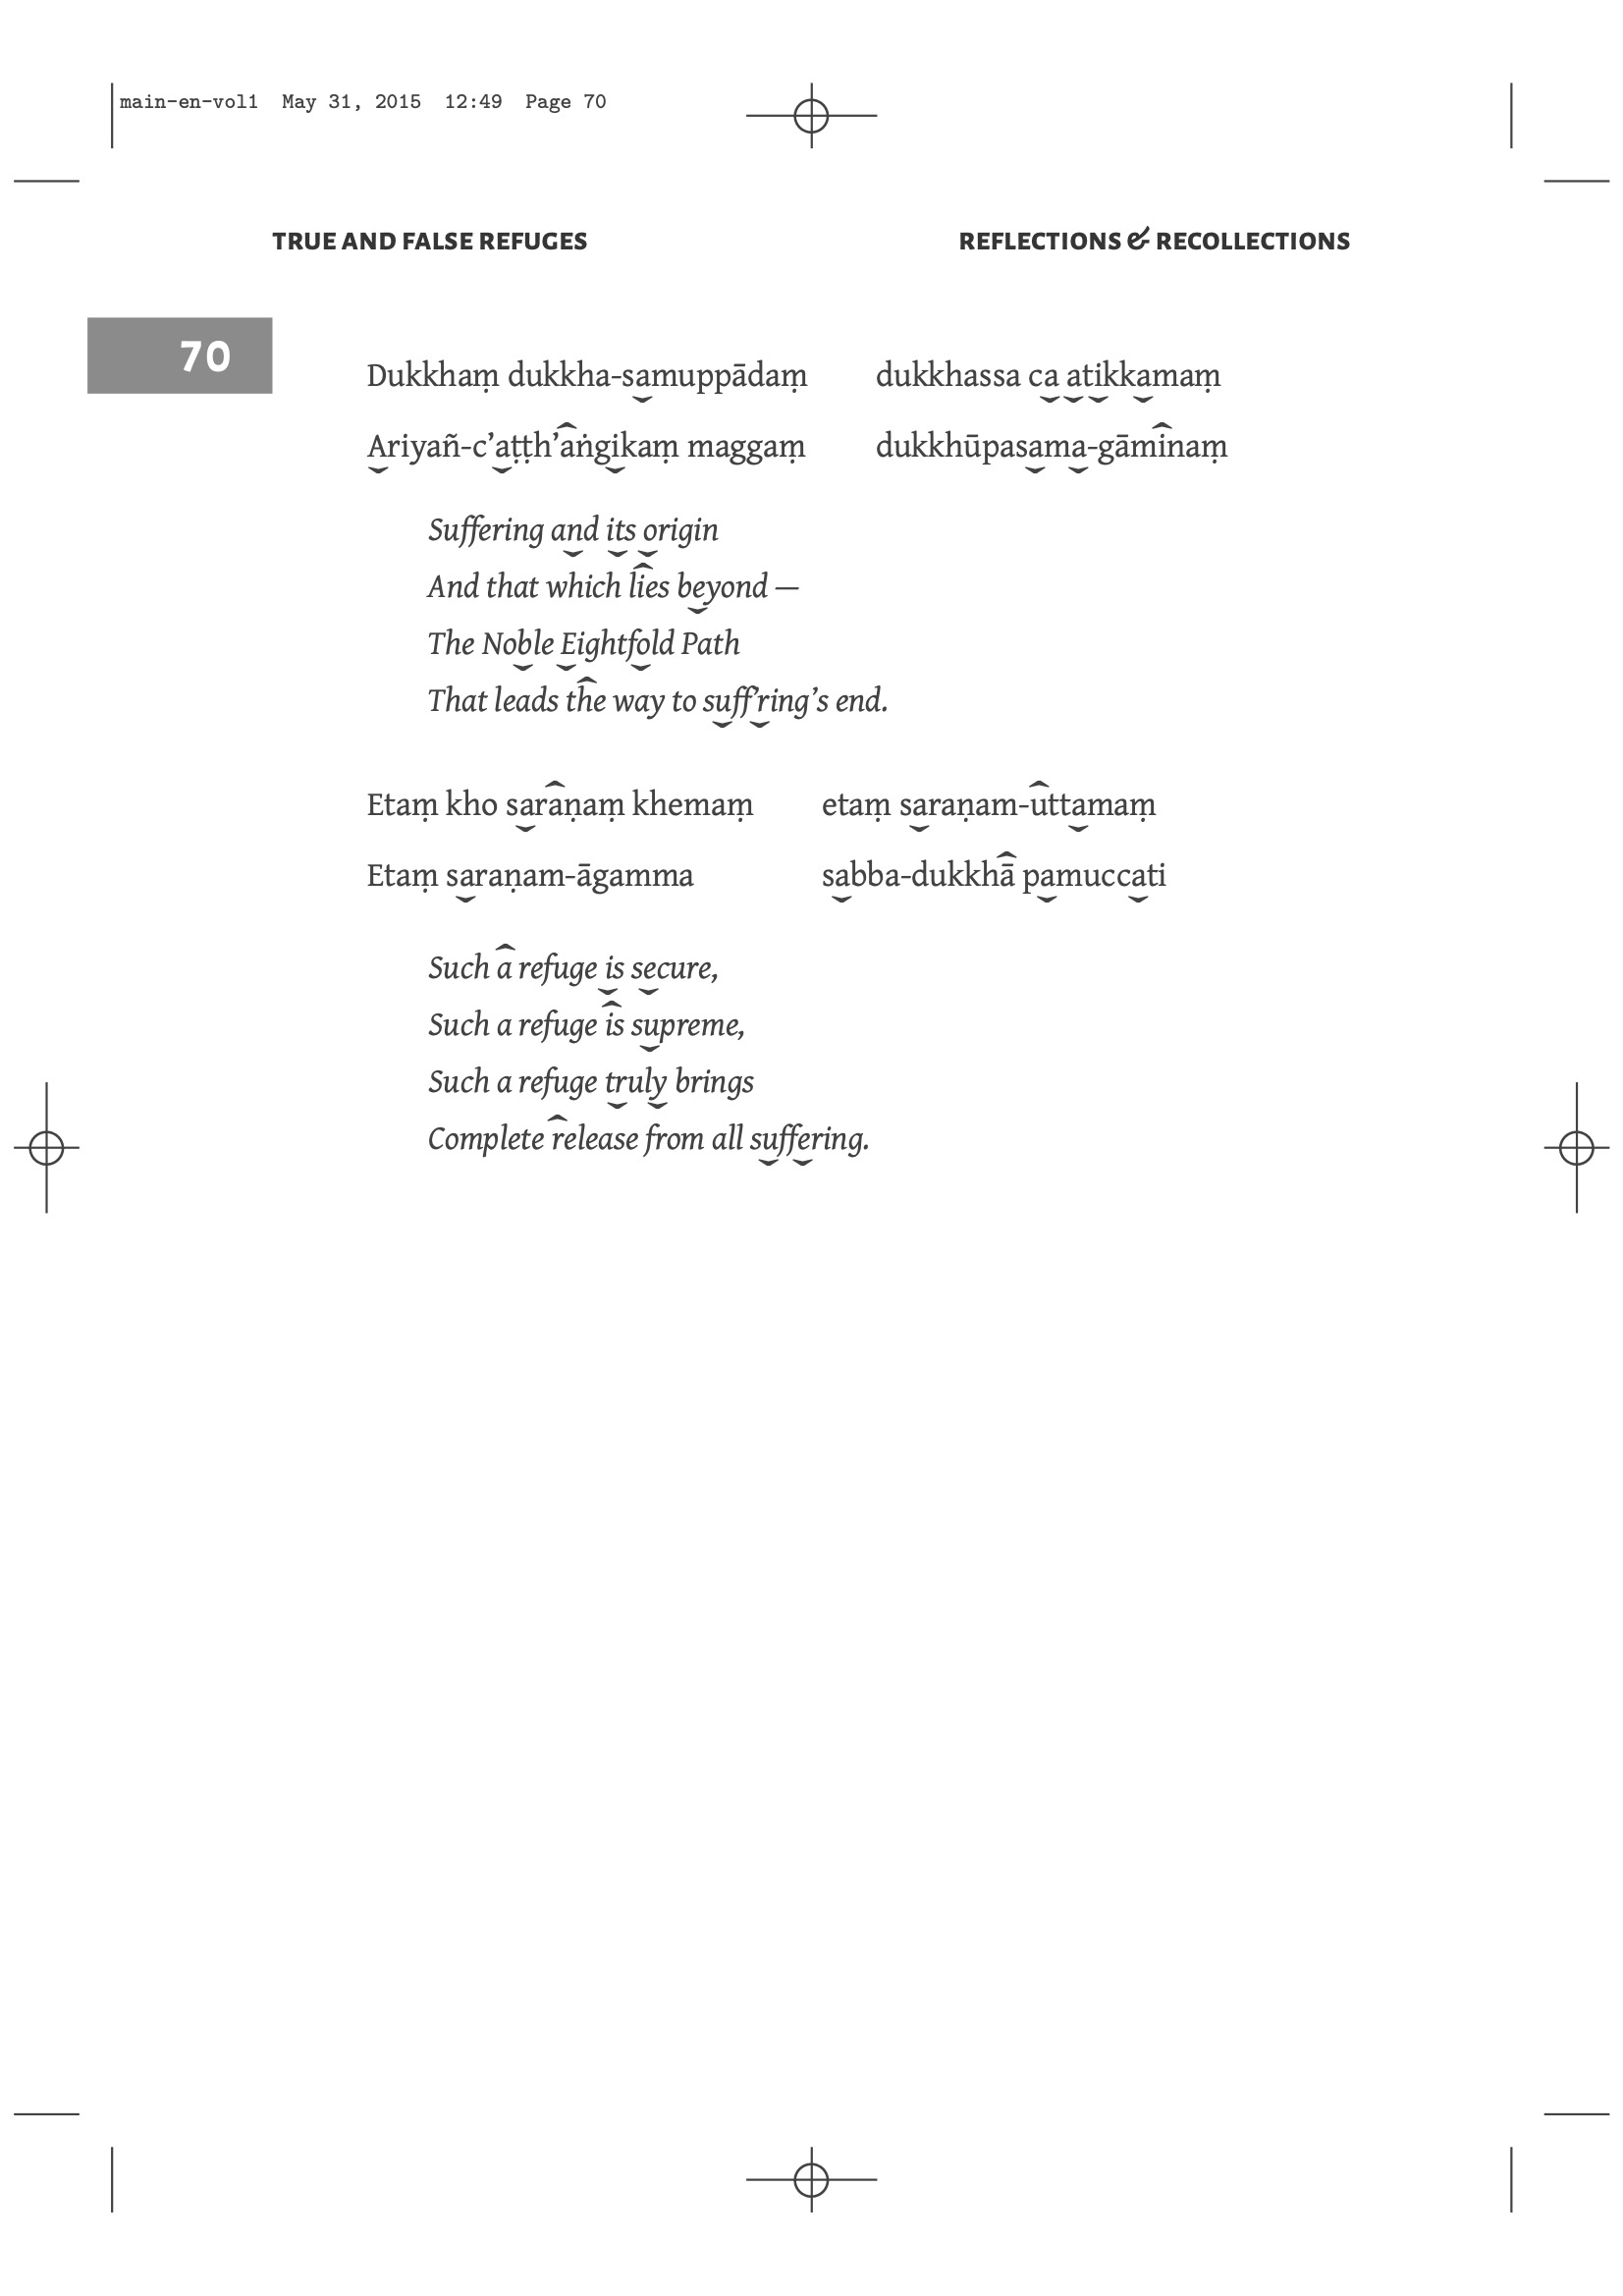 main-en-vol1 May 31, 2015 12:49 Page 70
TRUE AND FALSE REFUGES REFLECTIONS & RECOLLECTIONS
70
Dukkhaṃ dukkha-samuppādaṃ dukkhassa ca atikkamaṃ
Ariyañ-c’aṭṭh’aṅgikaṃ maggaṃ dukkhūpasama-gāminaṃ
Suffering and its origin
And that which lies beyond —
The Noble Eightfold Path
That leads the way to suff’ring’s end.
Etaṃ kho saraṇaṃ khemaṃ etaṃ saraṇam-uttamaṃ
Etaṃ saraṇam-āgamma sabba-dukkhā pamuccati
Such a refuge is secure,
Such a refuge is supreme,
Such a refuge truly brings
Complete release from all suffering.